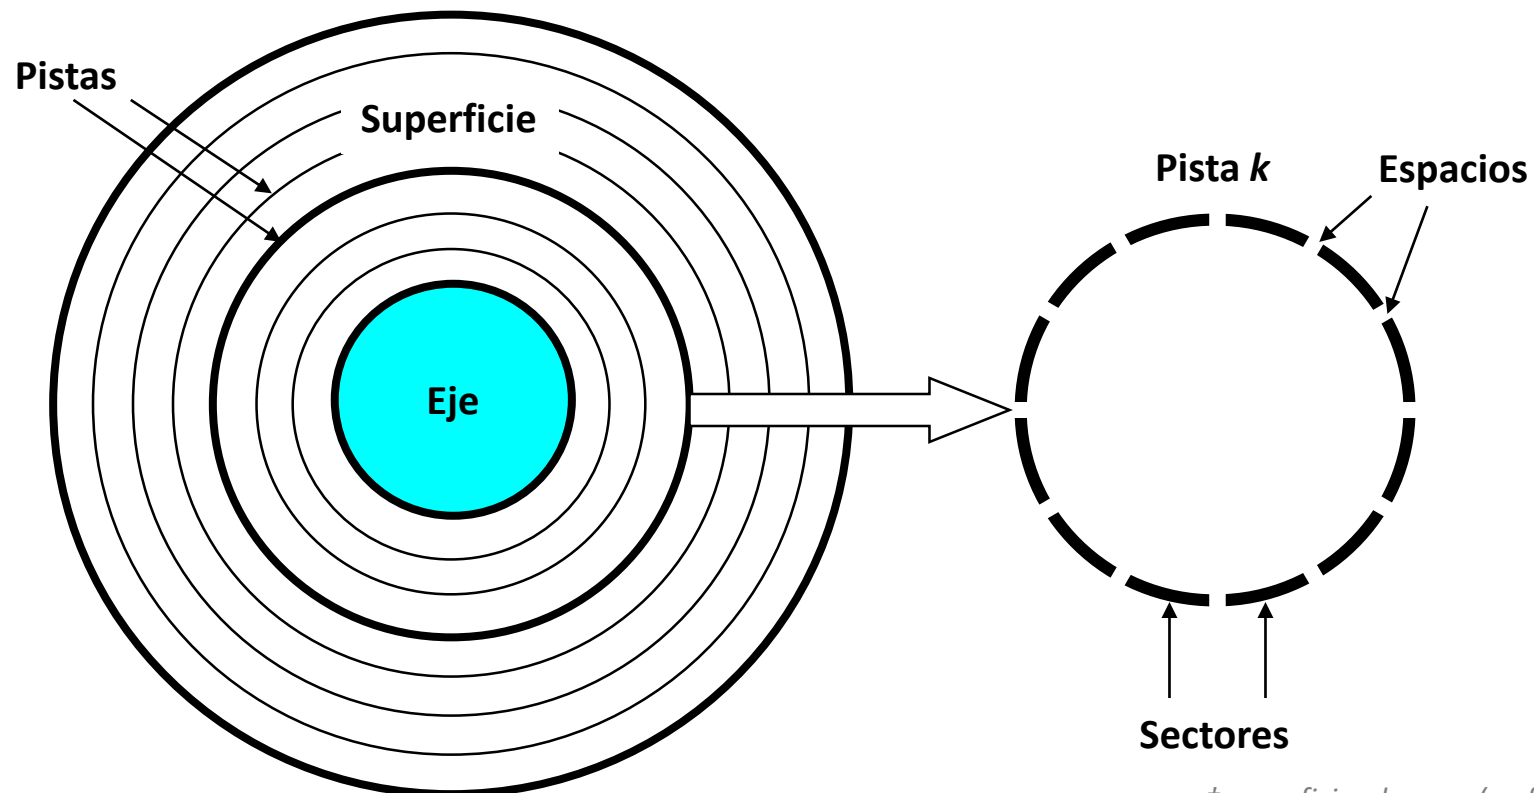 Pistas
Superficie
Eje
Pista k
Espacios
Sectores